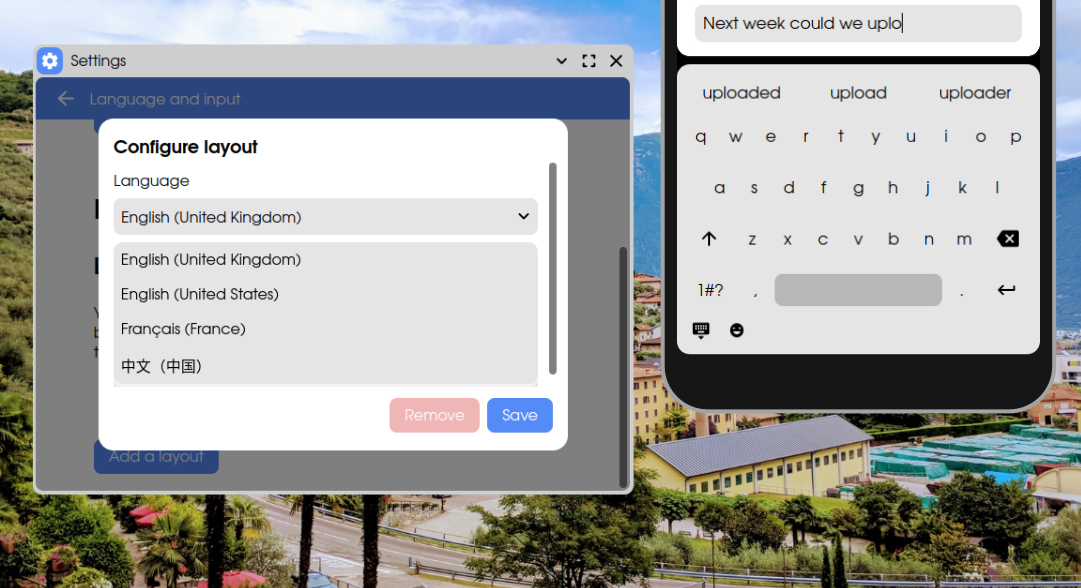 Settings
Language and input
Configure layout
Language
English (United Kingdom)
English (United Kingdom)
English (United States)
Français (France)
中文（中国）
Remove
Save
Add a layout
Next week could we uplo
uploaded upload uploader
q w e r t y u i o p
a s d f g h j k l
z x c v b n m
1#? , .